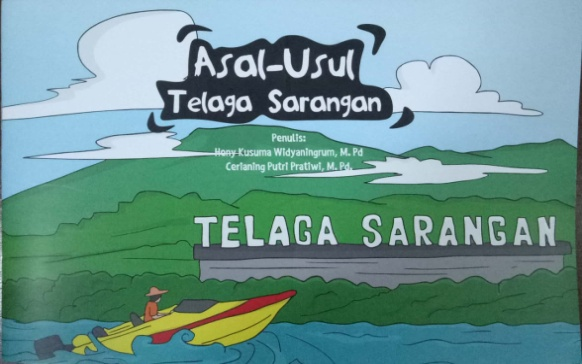 Asal-Usul
Telaga Sarangan
Penulis:
Hony Kusuma Widyaningrum, M. Pd
Cerianing Putri Pratiwi, M. Pd.
TELAGA SARANGAN